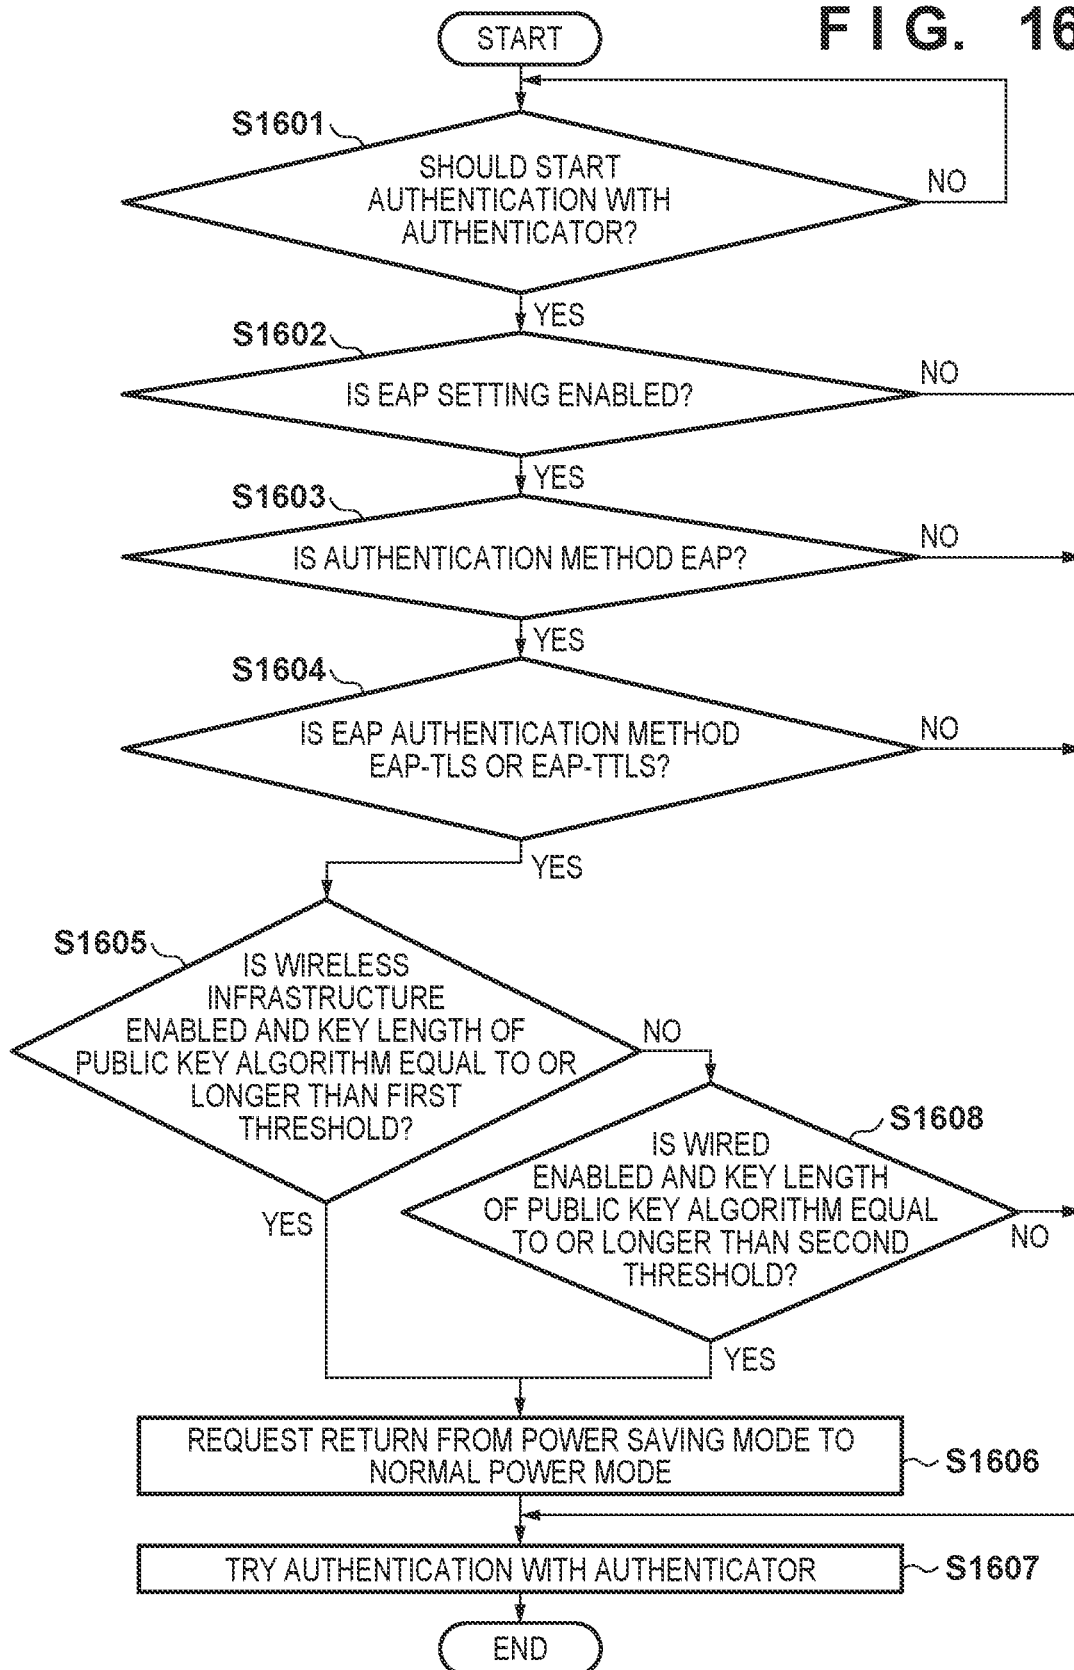 START
FIG. 16
S1601
SHOULD START
AUTHENTICATION WITH
AUTHENTICATOR?
NO
YES
S1602
IS EAP SETTING ENABLED?
NO
YES
S1603
IS AUTHENTICATION METHOD EAP?
NO
YES
S1604
IS EAP AUTHENTICATION METHOD
EAP-TLS OR EAP-TTLS?
NO
YES
S1605
IS WIRELESS
INFRASTRUCTURE
ENABLED AND KEY LENGTH OF
PUBLIC KEY ALGORITHM EQUAL TO OR
LONGER THAN FIRST
THRESHOLD?
NO
YES
S1608
IS WIRED
ENABLED AND KEY LENGTH
OF PUBLIC KEY ALGORITHM EQUAL
TO OR LONGER THAN SECOND
THRESHOLD?
NO
YES
REQUEST RETURN FROM POWER SAVING MODE TO
NORMAL POWER MODE
S1606
TRY AUTHENTICATION WITH AUTHENTICATOR
S1607
END